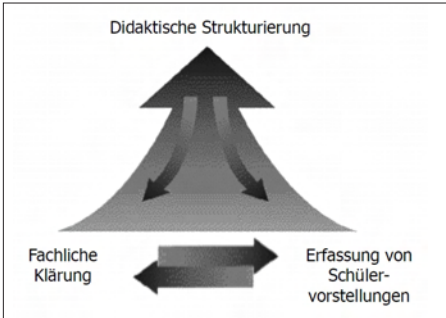 Didaktische Strukturierung
Fachliche
Klärung
Erfassung von
Schüler-
vorstellungen